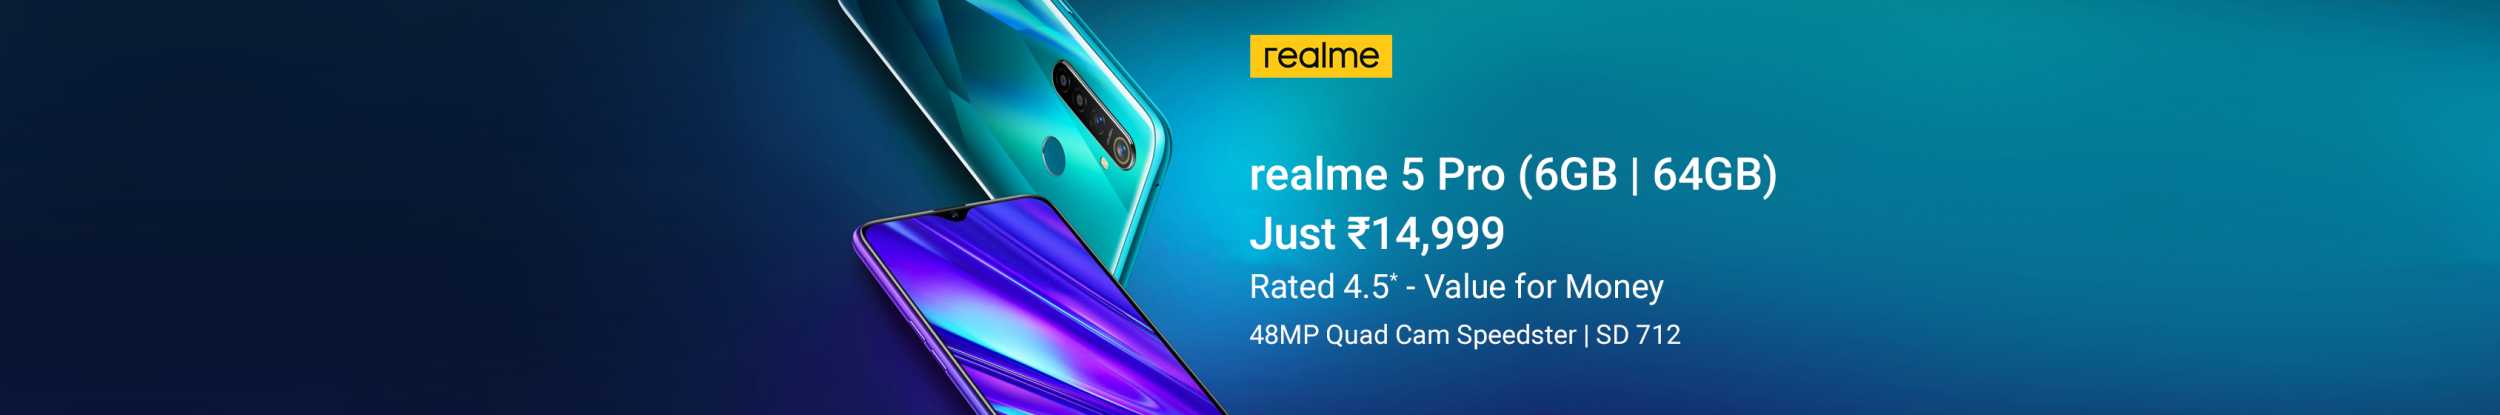 realme
realme 5 Pro (6GB | 64GB)
Just ₹14,999
Rated 4.5* - Value for Money
48MP Quad Cam Speedster | SD 712